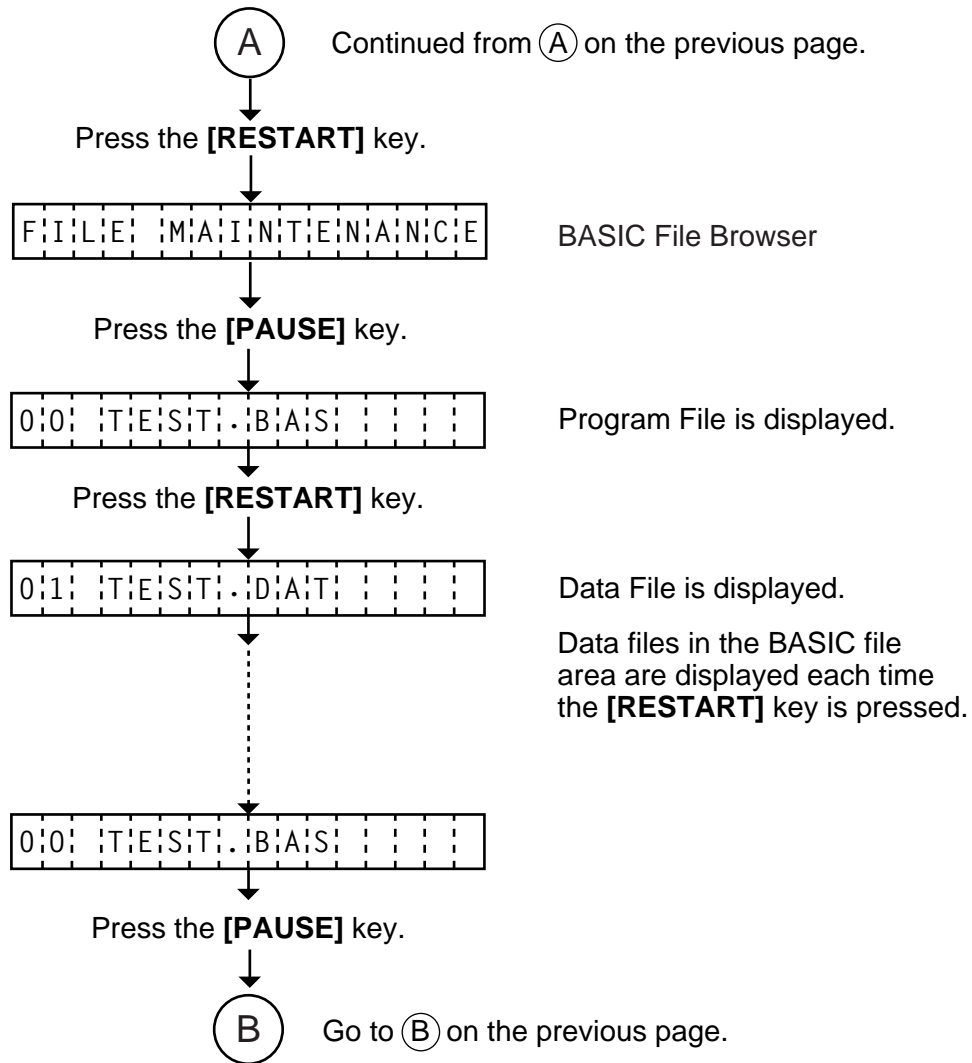 A Continued from A on the previous page.
Press the [RESTART] key.
FILE MAINTENANCE BASIC File Browser
Press the [PAUSE] key.
00 TEST.BAS Program File is displayed.
Press the [RESTART] key.
01 TEST.DAT Data File is displayed.
Data files in the BASIC file
area are displayed each time
the [RESTART] key is pressed.
00 TEST.BAS
Press the [PAUSE] key.
B Go to B on the previous page.